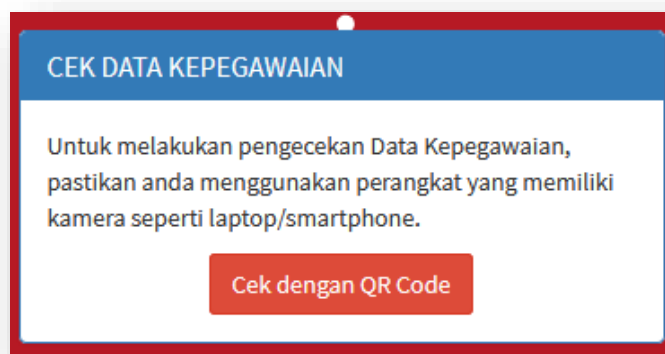 CEK DATA KEPEGAWAIAN
Untuk melakukan pengecekan Data Kepegawaian,
pastikan anda menggunakan perangkat yang memiliki
kamera seperti laptop/smartphone.
Cek dengan QR Code